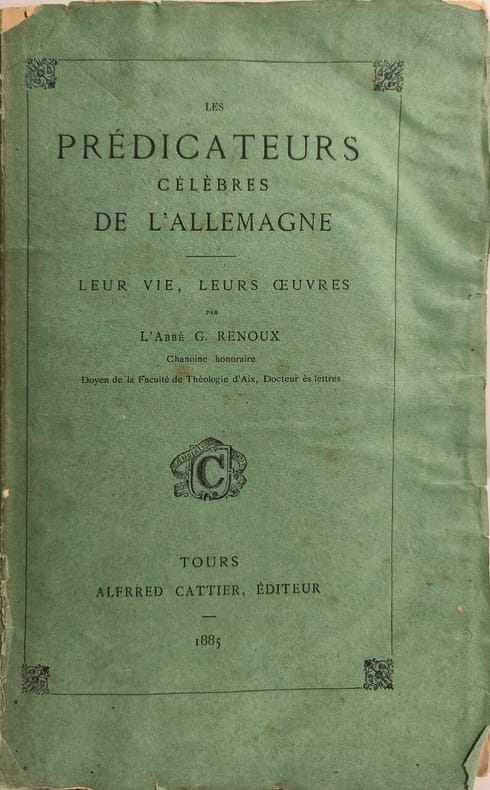 LES
PRÉDICATEURS
CÉLÈBRES
DE L'ALLEMAGNE
LEUR VIE, LEURS ŒUVRES
PAR
L'ABBÉ G. RENOUX
Chanoine honoraire
Doyen de la Faculté de Théologie d'Aix, Docteur ès lettres
C
TOURS
ALFRRED CATTIER, ÉDITEUR
1885